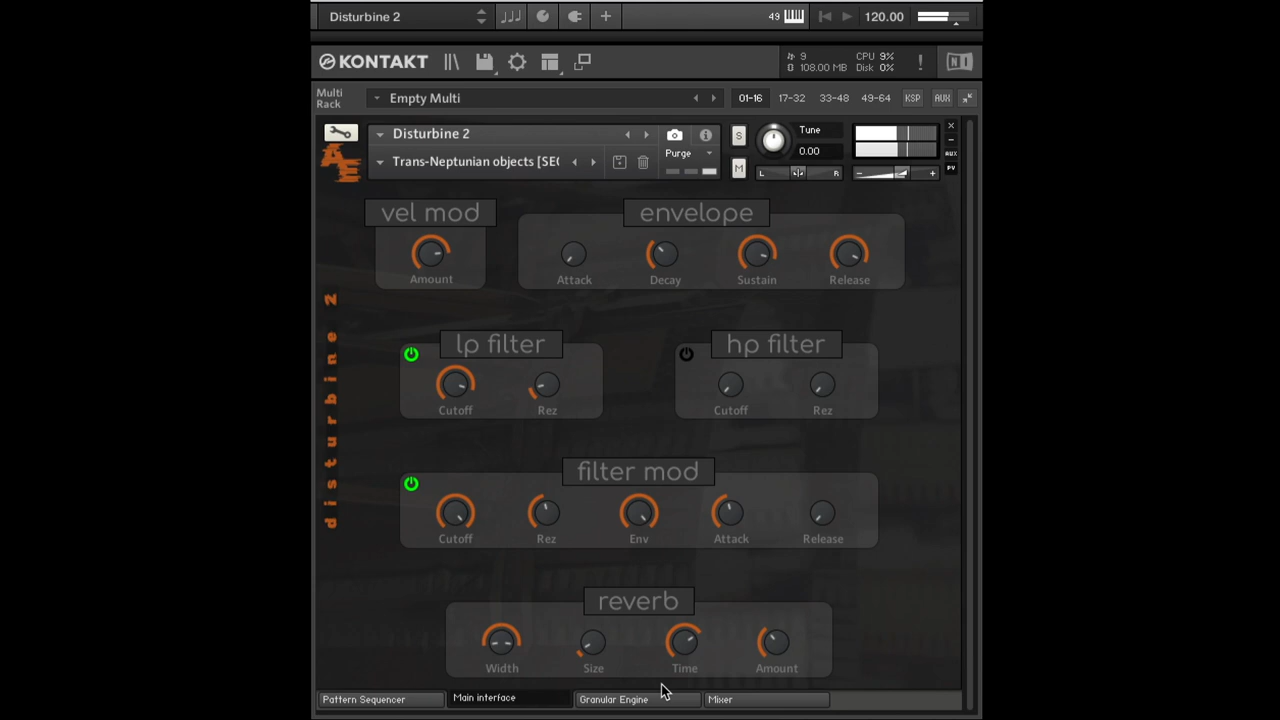 Disturbine 2
49
120.00
KONTAKT
9
108.00 MB
CPU 9%
Disk 0%
!
Multi
Rack
Empty Multi
01-16
17-32
33-48
49-64
KSP
AUX
AE
Disturbine 2
Trans-Neptunian objects [SE
Purge
S
M
Tune
0.00
L
R
AUX
PV
vel mod
Amount
envelope
Attack
Decay
Sustain
Release
disturbine 2
lp filter
Cutoff
Rez
hp filter
Cutoff
Rez
filter mod
Cutoff
Rez
Env
Attack
Release
reverb
Width
Size
Time
Amount
Pattern Sequencer
Main interface
Granular Engine
Mixer